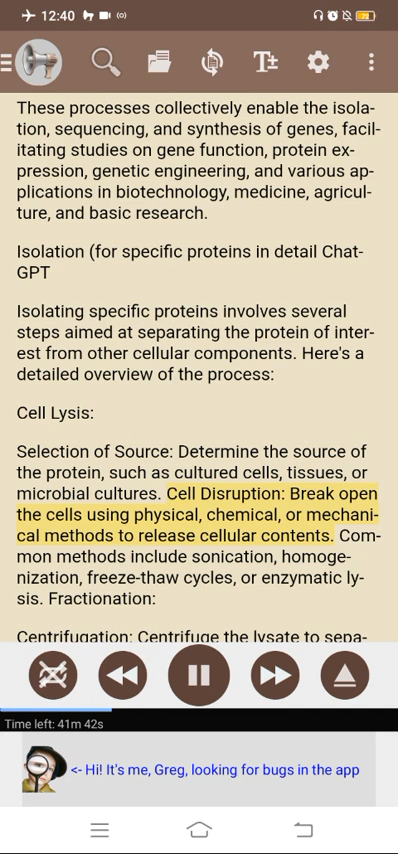 12:40
T±
These processes collectively enable the isola-
tion, sequencing, and synthesis of genes, facil-
itating studies on gene function, protein ex-
pression, genetic engineering, and various ap-
plications in biotechnology, medicine, agricul-
ture, and basic research.
Isolation (for specific proteins in detail Chat-
GPT
Isolating specific proteins involves several
steps aimed at separating the protein of inter-
est from other cellular components. Here's a
detailed overview of the process:
Cell Lysis:
Selection of Source: Determine the source of
the protein, such as cultured cells, tissues, or
microbial cultures. Cell Disruption: Break open
the cells using physical, chemical, or mechani-
cal methods to release cellular contents. Com-
mon methods include sonication, homoge-
nization, freeze-thaw cycles, or enzymatic ly-
sis. Fractionation:
Centrifugation: Centrifuge the lysate to sepa-
Time left: 41m 42s
<- Hi! It's me, Greg, looking for bugs in the app